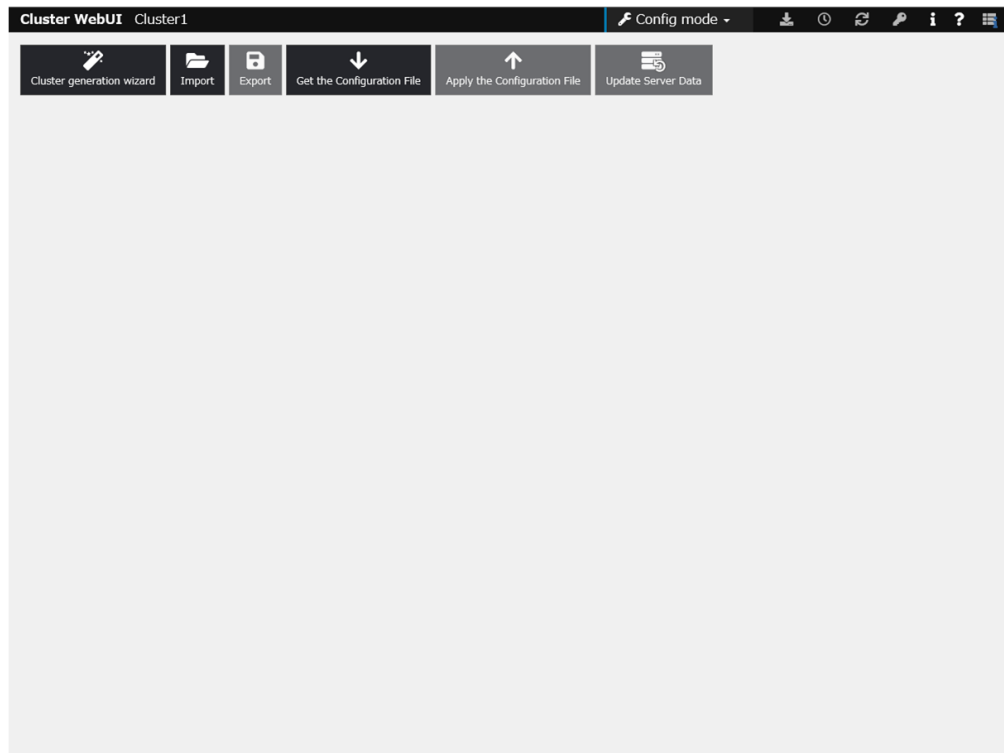 Cluster WebUI Cluster1 Config mode i ?
Cluster generation wizard Import Export Get the Configuration File Apply the Configuration File Update Server Data